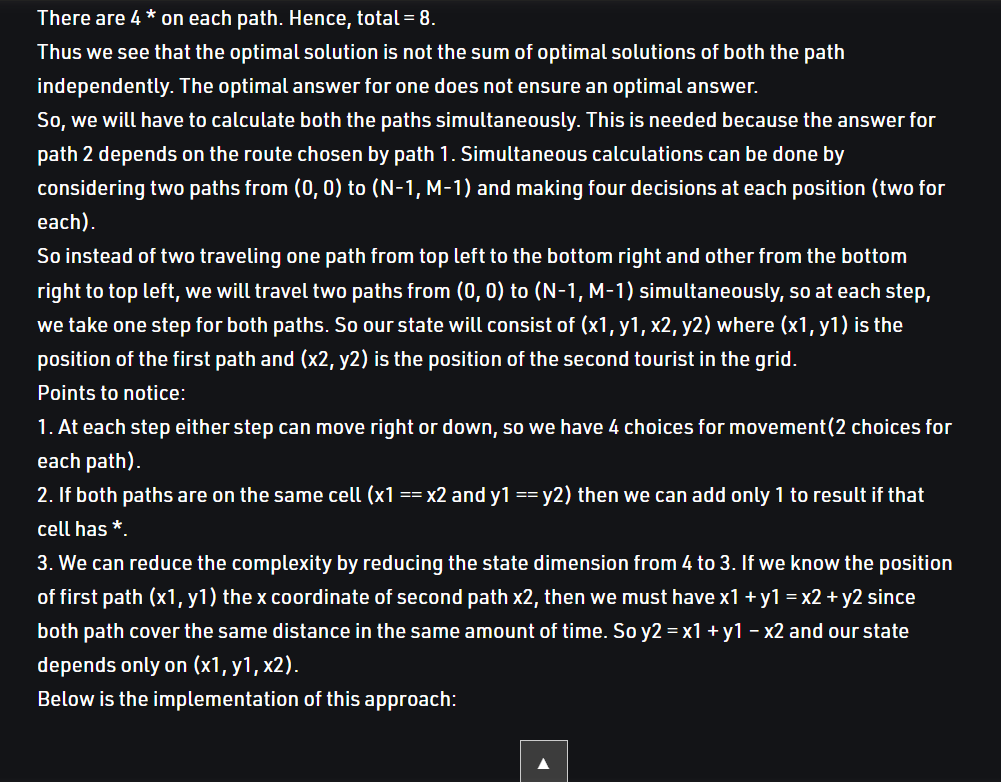 There are 4 * on each path. Hence, total = 8.
Thus we see that the optimal solution is not the sum of optimal solutions of both the path
independently. The optimal answer for one does not ensure an optimal answer.
So, we will have to calculate both the paths simultaneously. This is needed because the answer for
path 2 depends on the route chosen by path 1. Simultaneous calculations can be done by
considering two paths from (0, 0) to (N-1, M-1) and making four decisions at each position (two for
each).
So instead of two traveling one path from top left to the bottom right and other from the bottom
right to top left, we will travel two paths from (0, 0) to (N-1, M-1) simultaneously, so at each step,
we take one step for both paths. So our state will consist of (x1, y1, x2, y2) where (x1, y1) is the
position of the first path and (x2, y2) is the position of the second tourist in the grid.
Points to notice:
1. At each step either step can move right or down, so we have 4 choices for movement(2 choices for
each path).
2. If both paths are on the same cell (x1 == x2 and y1 == y2) then we can add only 1 to result if that
cell has *.
3. We can reduce the complexity by reducing the state dimension from 4 to 3. If we know the position
of first path (x1, y1) the x coordinate of second path x2, then we must have x1 + y1 = x2 + y2 since
both path cover the same distance in the same amount of time. So y2 = x1 + y1 – x2 and our state
depends only on (x1, y1, x2).
Below is the implementation of this approach: